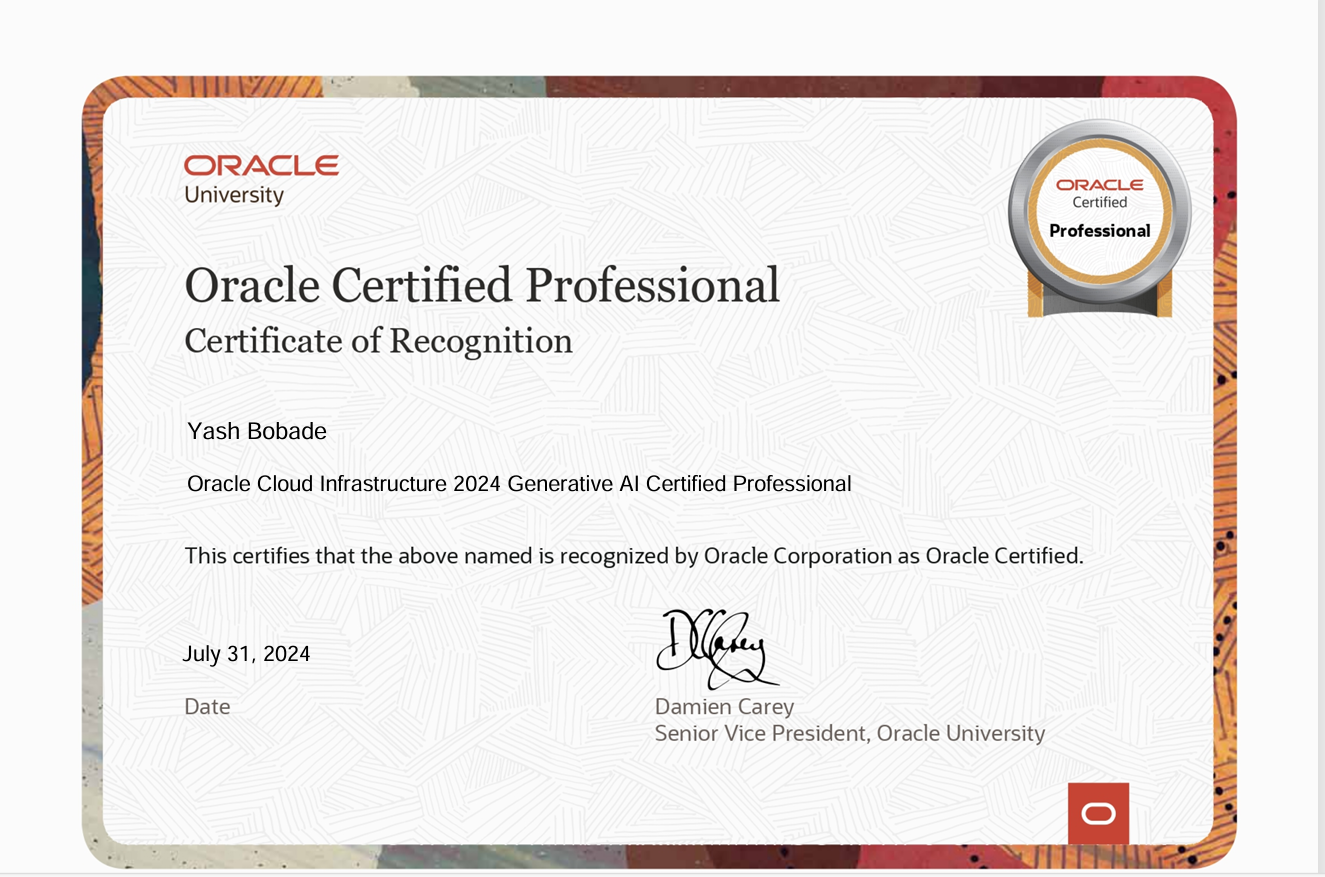 ORACLE
University
ORACLE
Certified
Professional
Oracle Certified Professional
Certificate of Recognition
Yash Bobade
Oracle Cloud Infrastructure 2024 Generative AI Certified Professional
This certifies that the above named is recognized by Oracle Corporation as Oracle Certified.
July 31, 2024
Date
DCarey
Damien Carey
Senior Vice President, Oracle University